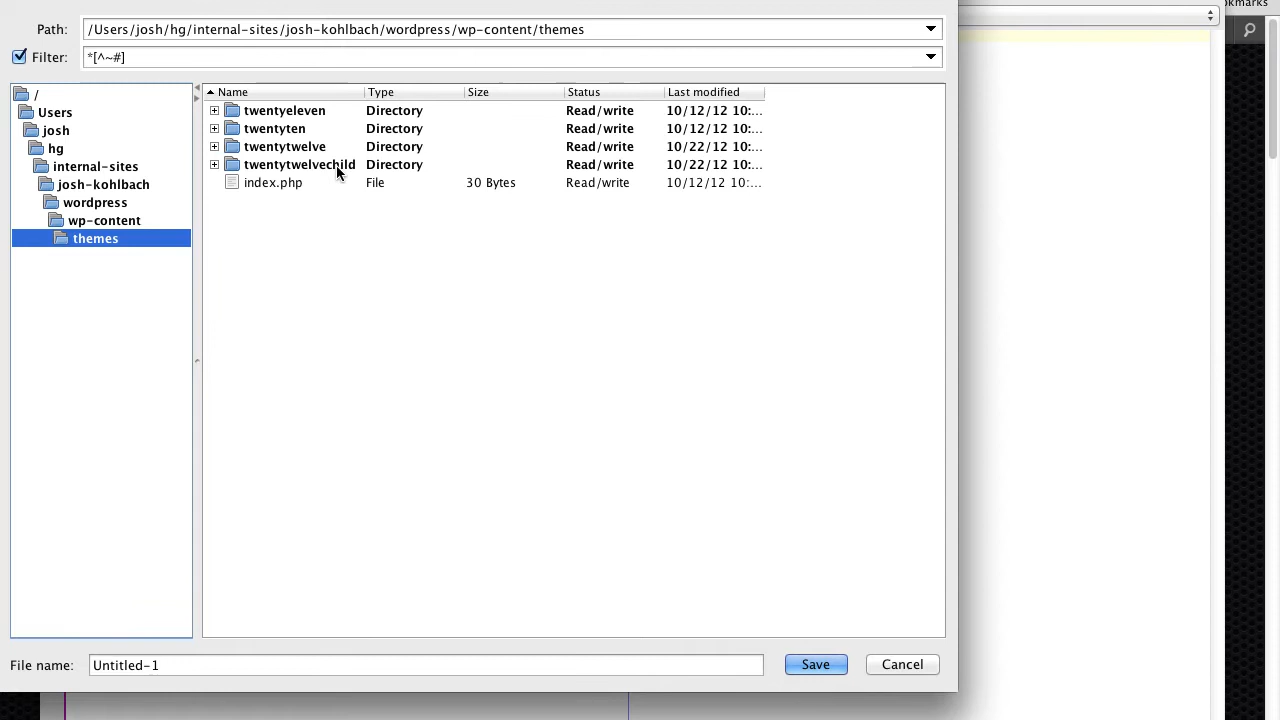 okmarks
Path: /Users/josh/hg/internal-sites/josh-kohlbach/wordpress/wp-content/themes
Filter: *[^~#]
/
Users
josh
hg
internal-sites
josh-kohlbach
wordpress
wp-content
themes
Name Type Size Status Last modified
twentyeleven Directory Read/write 10/12/12 10:...
twentyten Directory Read/write 10/12/12 10:...
twentytwelve Directory Read/write 10/22/12 10:...
twentytwelvechild Directory Read/write 10/22/12 10:...
index.php File 30 Bytes Read/write 10/12/12 10:...
File name: Untitled-1 Save Cancel